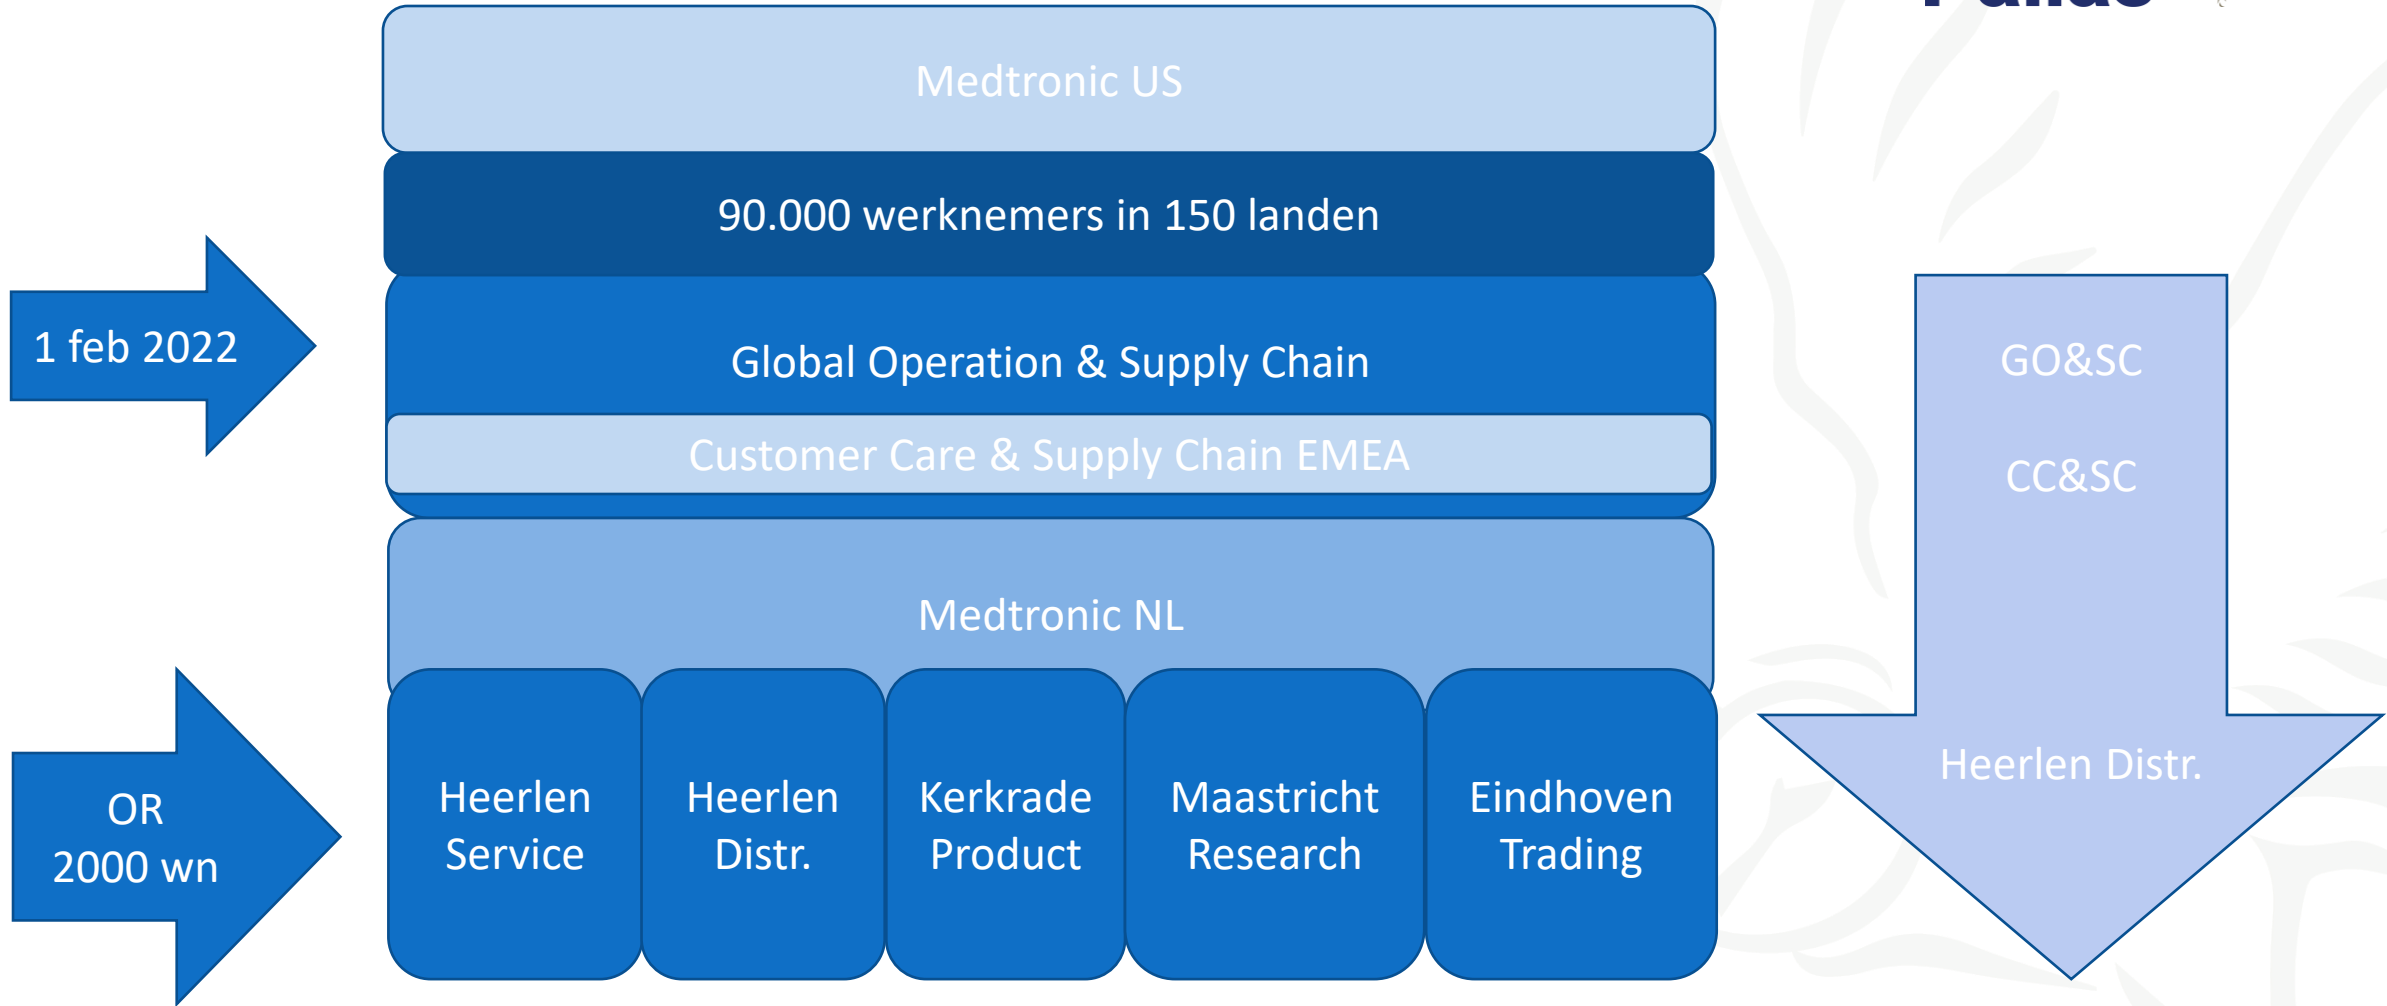 Medtronic US
90.000 werknemers in 150 landen
1 feb 2022
Global Operation & Supply Chain
Customer Care & Supply Chain EMEA
GO&SC
CC&SC
Medtronic NL
OR
2000 wn
Heerlen
Service
Heerlen
Distr.
Kerkrade
Product
Maastricht
Research
Eindhoven
Trading
Heerlen Distr.